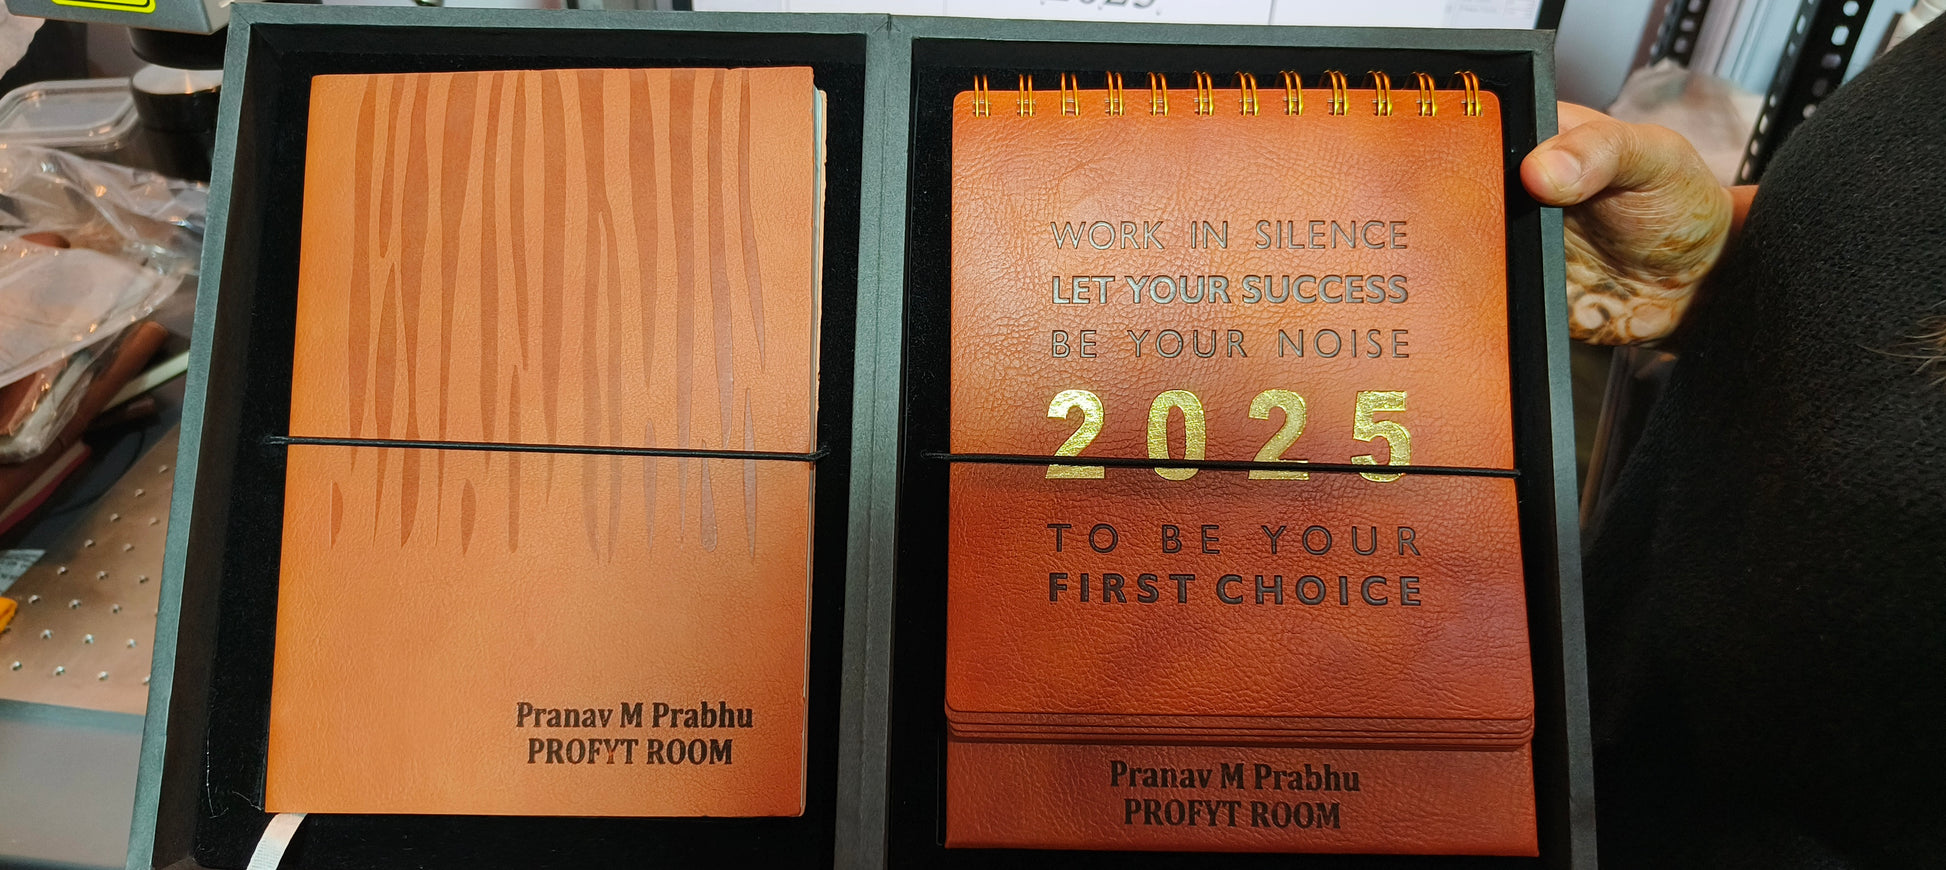 2025
Pranav M Prabhu
PROFYT ROOM
WORK IN SILENCE
LET YOUR SUCCESS
BE YOUR NOISE
2025
TO BE YOUR
FIRST CHOICE
Pranav M Prabhu
PROFYT ROOM